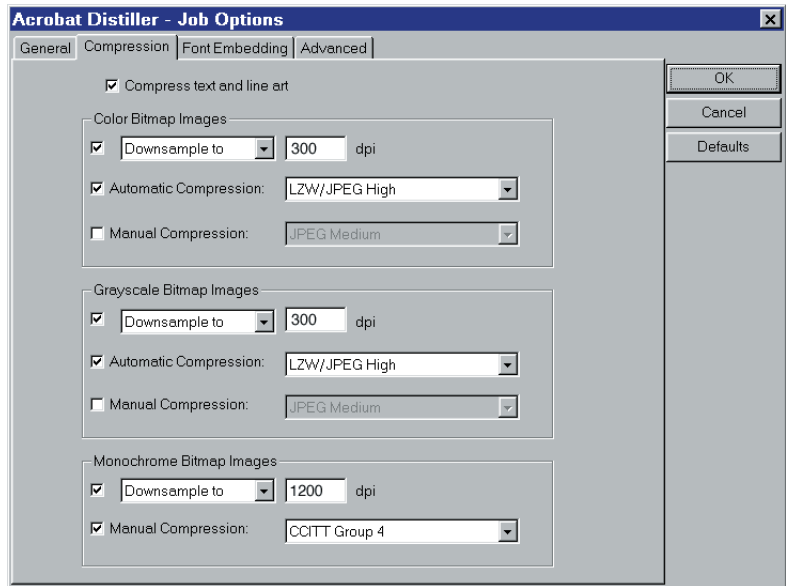 Acrobat Distiller - Job Options
General Compression Font Embedding Advanced
Compress text and line art
OK
Cancel
Defaults
Color Bitmap Images
Downsample to 300 dpi
Automatic Compression: LZW/JPEG High
Manual Compression: JPEG Medium
Grayscale Bitmap Images
Downsample to 300 dpi
Automatic Compression: LZW/JPEG High
Manual Compression: JPEG Medium
Monochrome Bitmap Images
Downsample to 1200 dpi
Manual Compression: CCITT Group 4